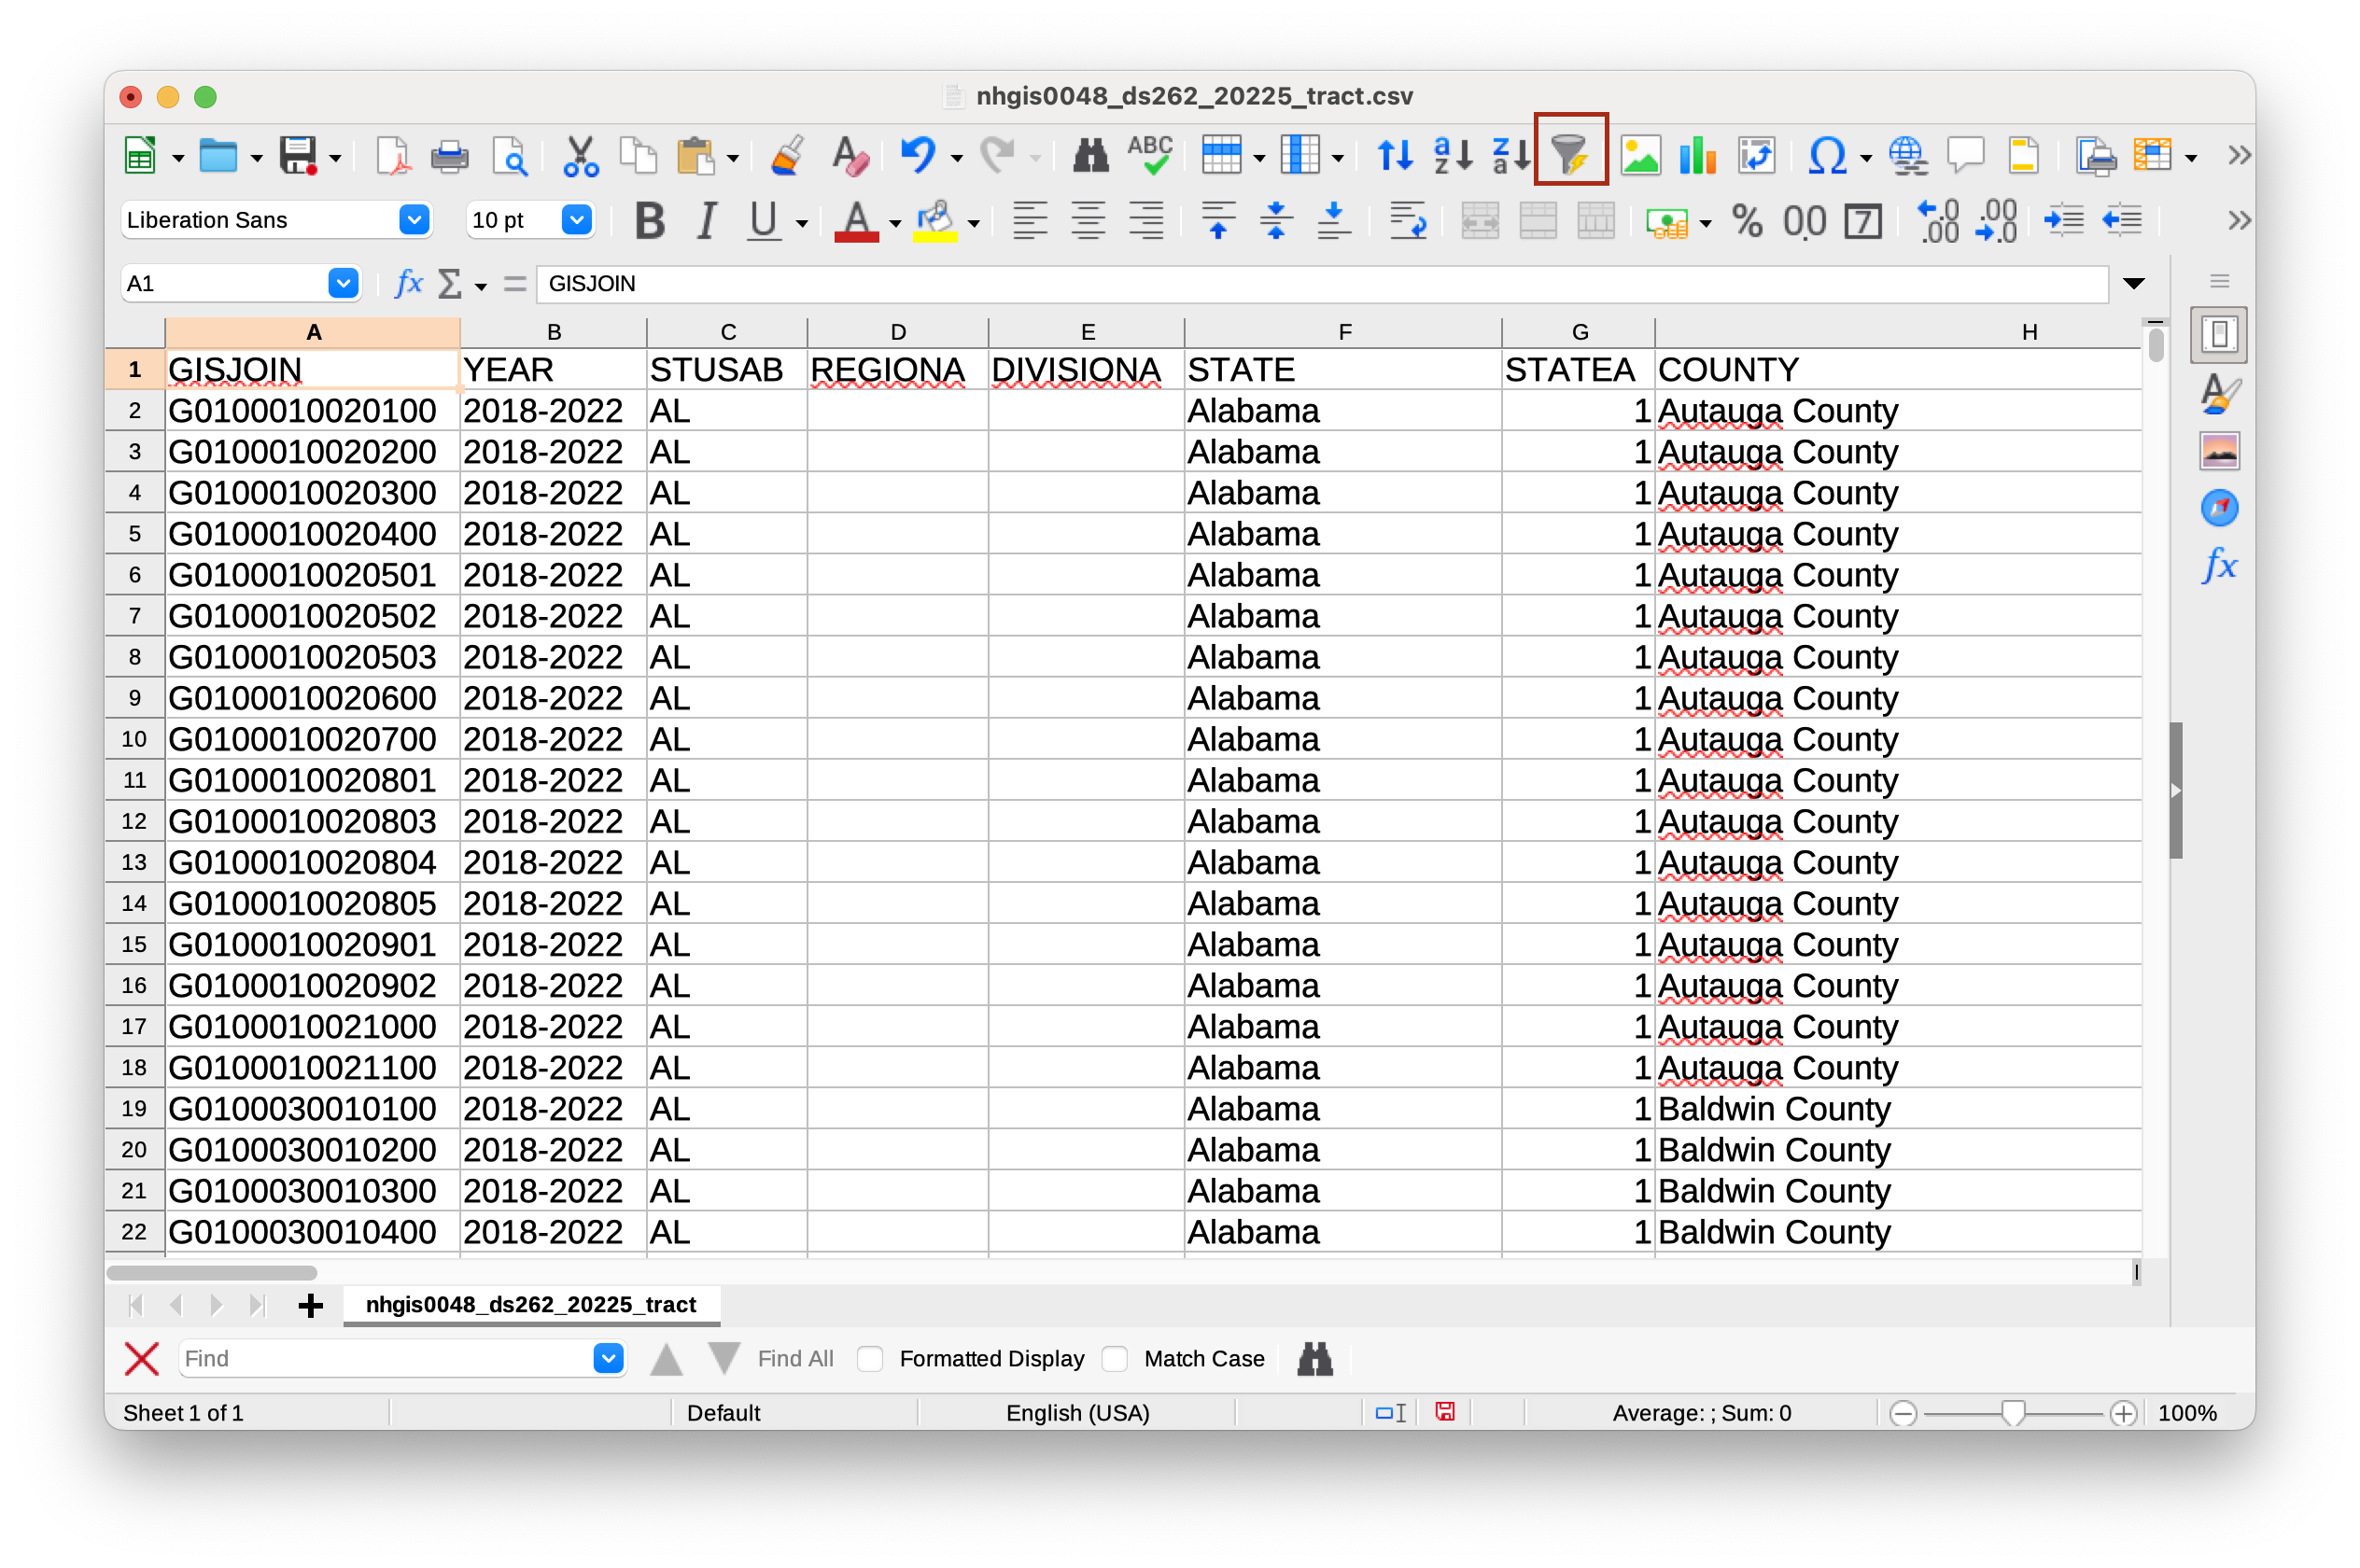 nhgis0048_ds262_20225_tract.csv
ABC
Liberation Sans 10 pt B I U A % 0.0 7 .0 .00 .00 .0
A1 fx Σ = GISJOIN
A B C D E F G H
1 GISJOIN YEAR STUSAB REGIONA DIVISIONA STATE STATEA COUNTY
2 G0100010020100 2018-2022 AL Alabama 1 Autauga County
3 G0100010020200 2018-2022 AL Alabama 1 Autauga County
4 G0100010020300 2018-2022 AL Alabama 1 Autauga County
5 G0100010020400 2018-2022 AL Alabama 1 Autauga County
6 G0100010020501 2018-2022 AL Alabama 1 Autauga County
7 G0100010020502 2018-2022 AL Alabama 1 Autauga County
8 G0100010020503 2018-2022 AL Alabama 1 Autauga County
9 G0100010020600 2018-2022 AL Alabama 1 Autauga County
10 G0100010020700 2018-2022 AL Alabama 1 Autauga County
11 G0100010020801 2018-2022 AL Alabama 1 Autauga County
12 G0100010020803 2018-2022 AL Alabama 1 Autauga County
13 G0100010020804 2018-2022 AL Alabama 1 Autauga County
14 G0100010020805 2018-2022 AL Alabama 1 Autauga County
15 G0100010020901 2018-2022 AL Alabama 1 Autauga County
16 G0100010020902 2018-2022 AL Alabama 1 Autauga County
17 G0100010021000 2018-2022 AL Alabama 1 Autauga County
18 G0100010021100 2018-2022 AL Alabama 1 Autauga County
19 G0100030010100 2018-2022 AL Alabama 1 Baldwin County
20 G0100030010200 2018-2022 AL Alabama 1 Baldwin County
21 G0100030010300 2018-2022 AL Alabama 1 Baldwin County
22 G0100030010400 2018-2022 AL Alabama 1 Baldwin County
nhgis0048_ds262_20225_tract
Find Find All Formatted Display Match Case
Sheet 1 of 1 Default English (USA) Average: ; Sum: 0 100%